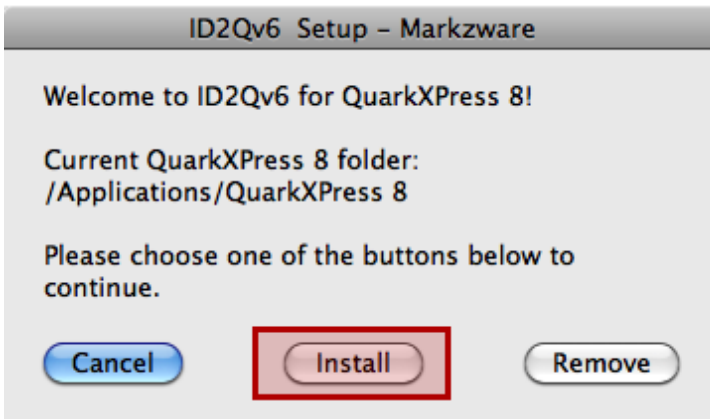 ID2Qv6  Setup – Markzware
Welcome to ID2Qv6 for QuarkXPress 8!
Current QuarkXPress 8 folder:
/Applications/QuarkXPress 8
Please choose one of the buttons below to
continue.
Cancel Install Remove